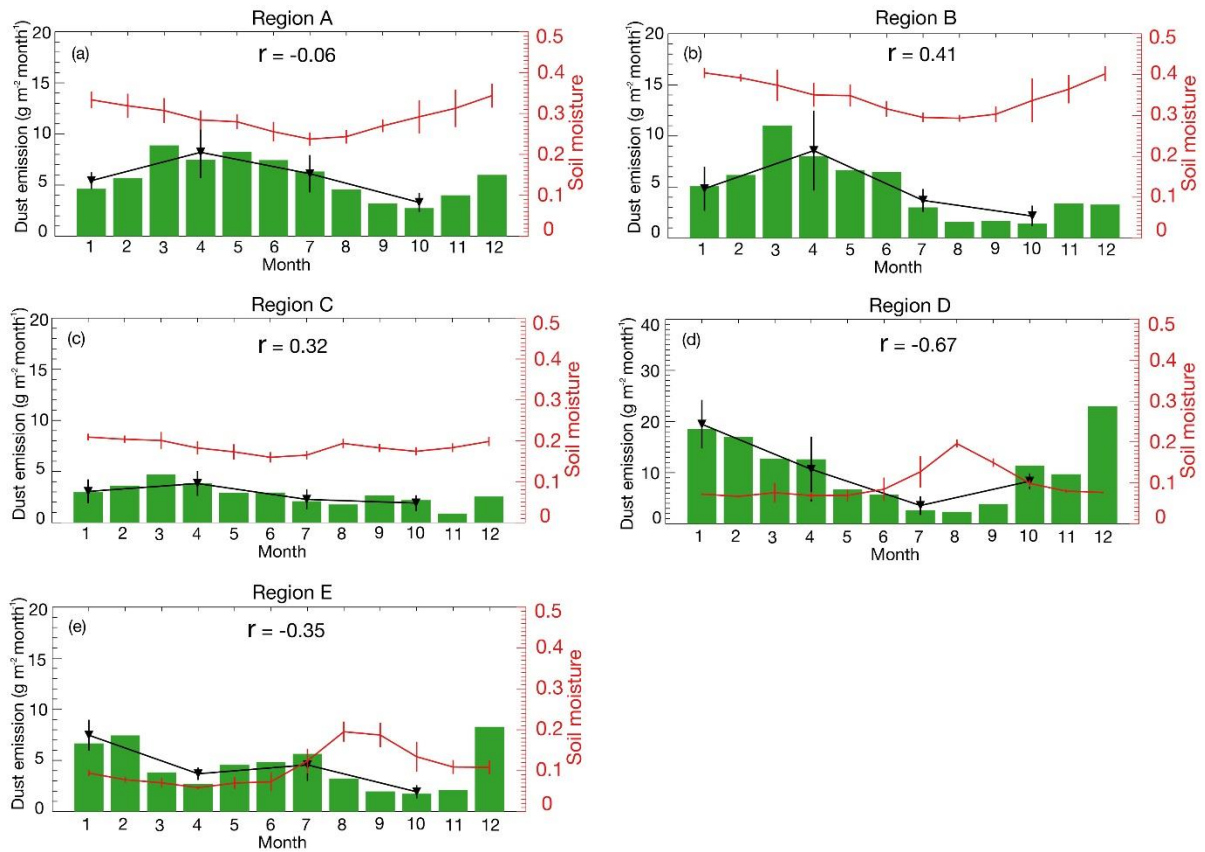 Region A
(a)
r = -0.06
Dust emission (g m⁻² month⁻¹)
20
15
10
5
0
0.5
0.4
0.3
0.2
0.1
0
Soil moisture
1 2 3 4 5 6 7 8 9 10 11 12
Month
Region B
(b)
r = 0.41
Dust emission (g m⁻² month⁻¹)
20
15
10
5
0
0.5
0.4
0.3
0.2
0.1
0
Soil moisture
1 2 3 4 5 6 7 8 9 10 11 12
Month
Region C
(c)
r = 0.32
Dust emission (g m⁻² month⁻¹)
20
15
10
5
0
0.5
0.4
0.3
0.2
0.1
0
Soil moisture
1 2 3 4 5 6 7 8 9 10 11 12
Month
Region D
(d)
r = -0.67
Dust emission (g m⁻² month⁻¹)
40
30
20
10
0
0.5
0.4
0.3
0.2
0.1
0
Soil moisture
1 2 3 4 5 6 7 8 9 10 11 12
Month
Region E
(e)
r = -0.35
Dust emission (g m⁻² month⁻¹)
20
15
10
5
0
0.5
0.4
0.3
0.2
0.1
0
Soil moisture
1 2 3 4 5 6 7 8 9 10 11 12
Month